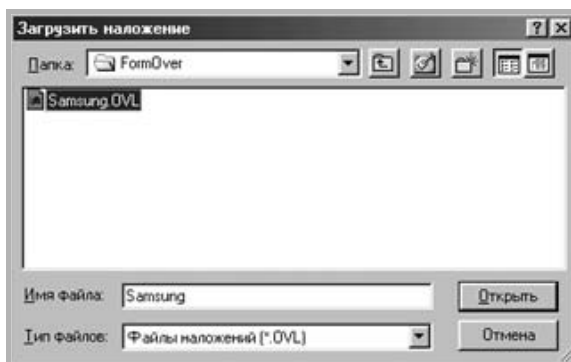 Загрузить наложение
Папка: FormOver
Samsung.OVL
Имя файла: Samsung Открыть
Тип файлов: Файлы наложений (*.OVL) Отмена